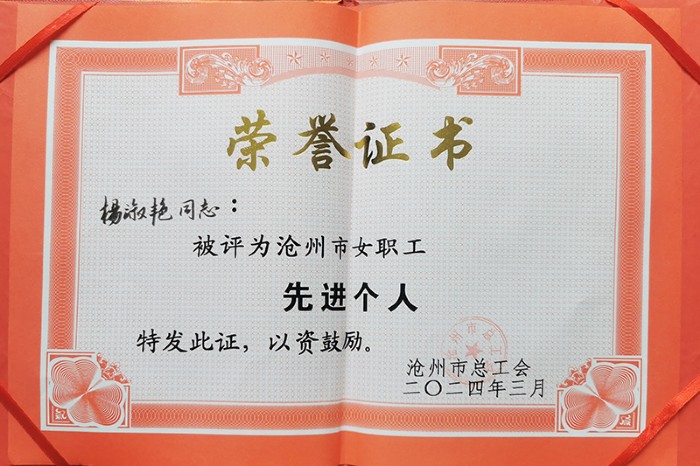 荣誉证书
杨淑艳同志：
被评为沧州市女职工
先进个人
特发此证，以资鼓励。
沧州市总工会
二〇二四年三月